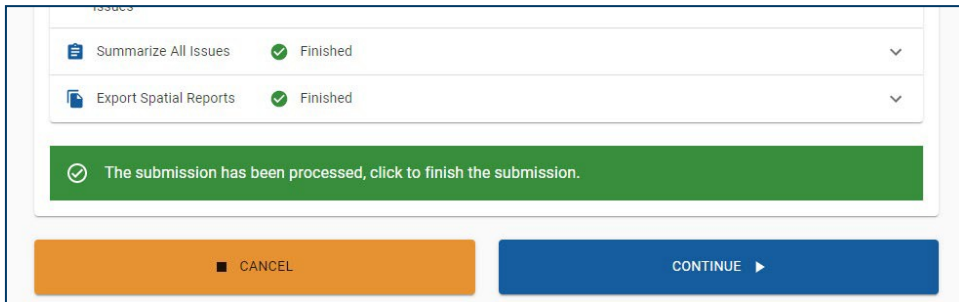 Issues
Summarize All Issues Finished
Export Spatial Reports Finished
The submission has been processed, click to finish the submission.
CANCEL CONTINUE